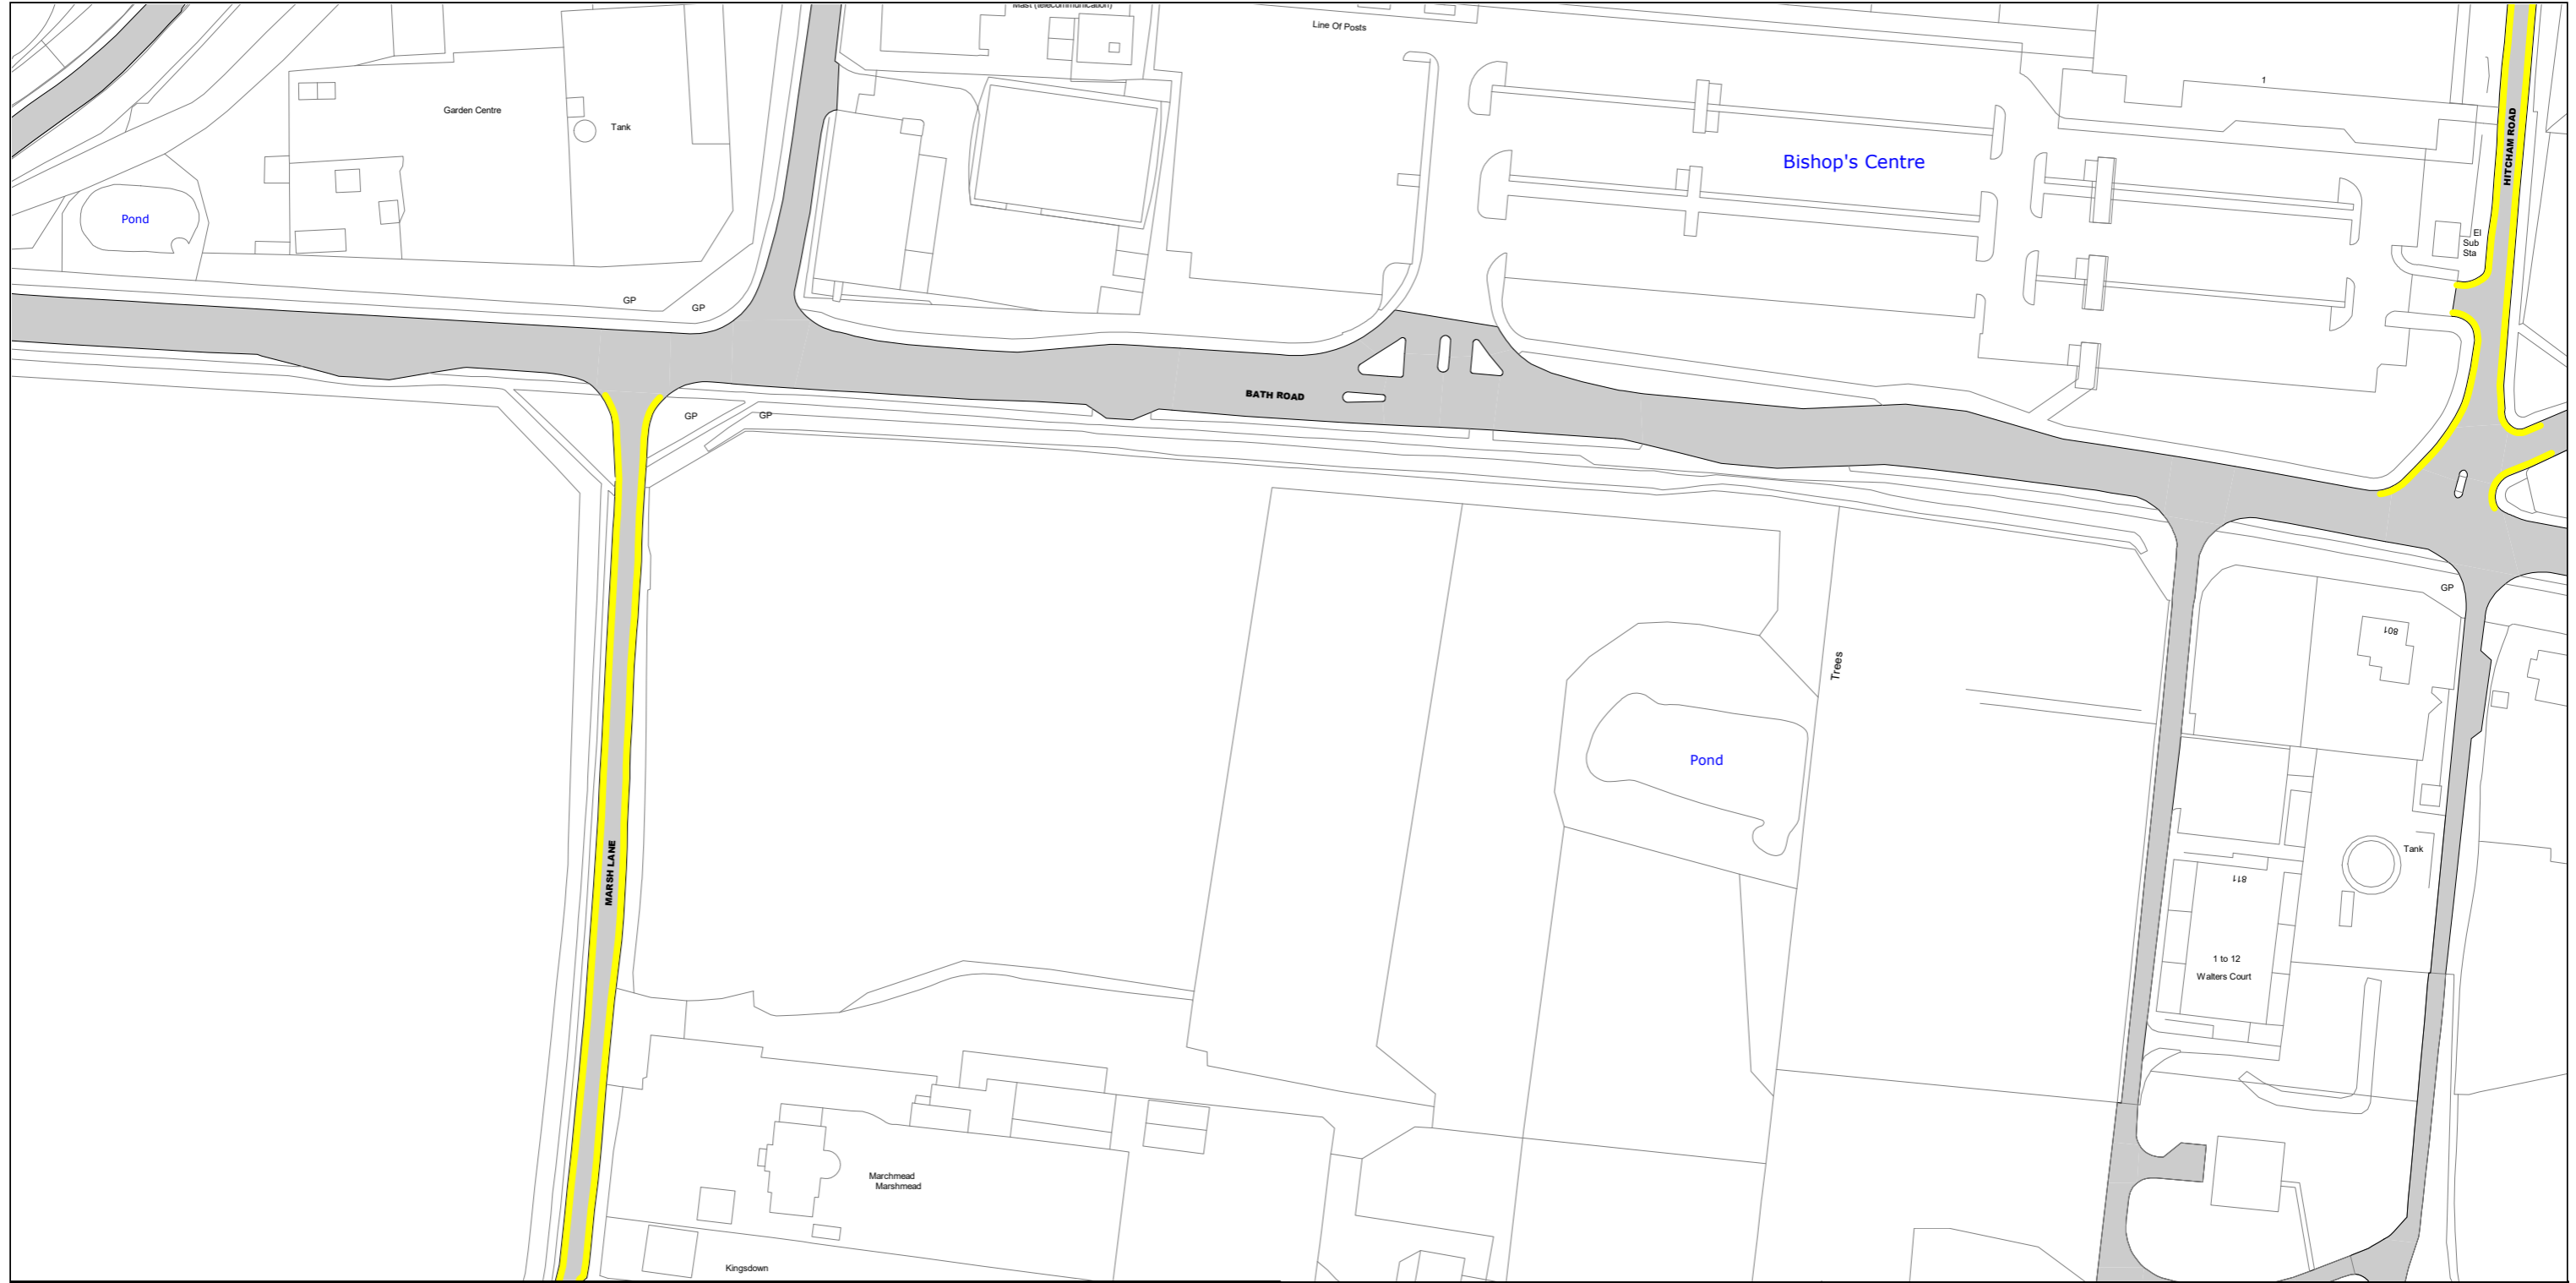 Mast (telecommunication)
Line Of Posts
1
Garden Centre
Tank
HITCHAM ROAD
Bishop's Centre
Pond
El
Sub
Sta
GP
GP
BATH ROAD
GP
GP
GP
801
Trees
Pond
MARSH LANE
Tank
811
1 to 12
Walters Court
Marchmead
Marshmead
Kingsdown